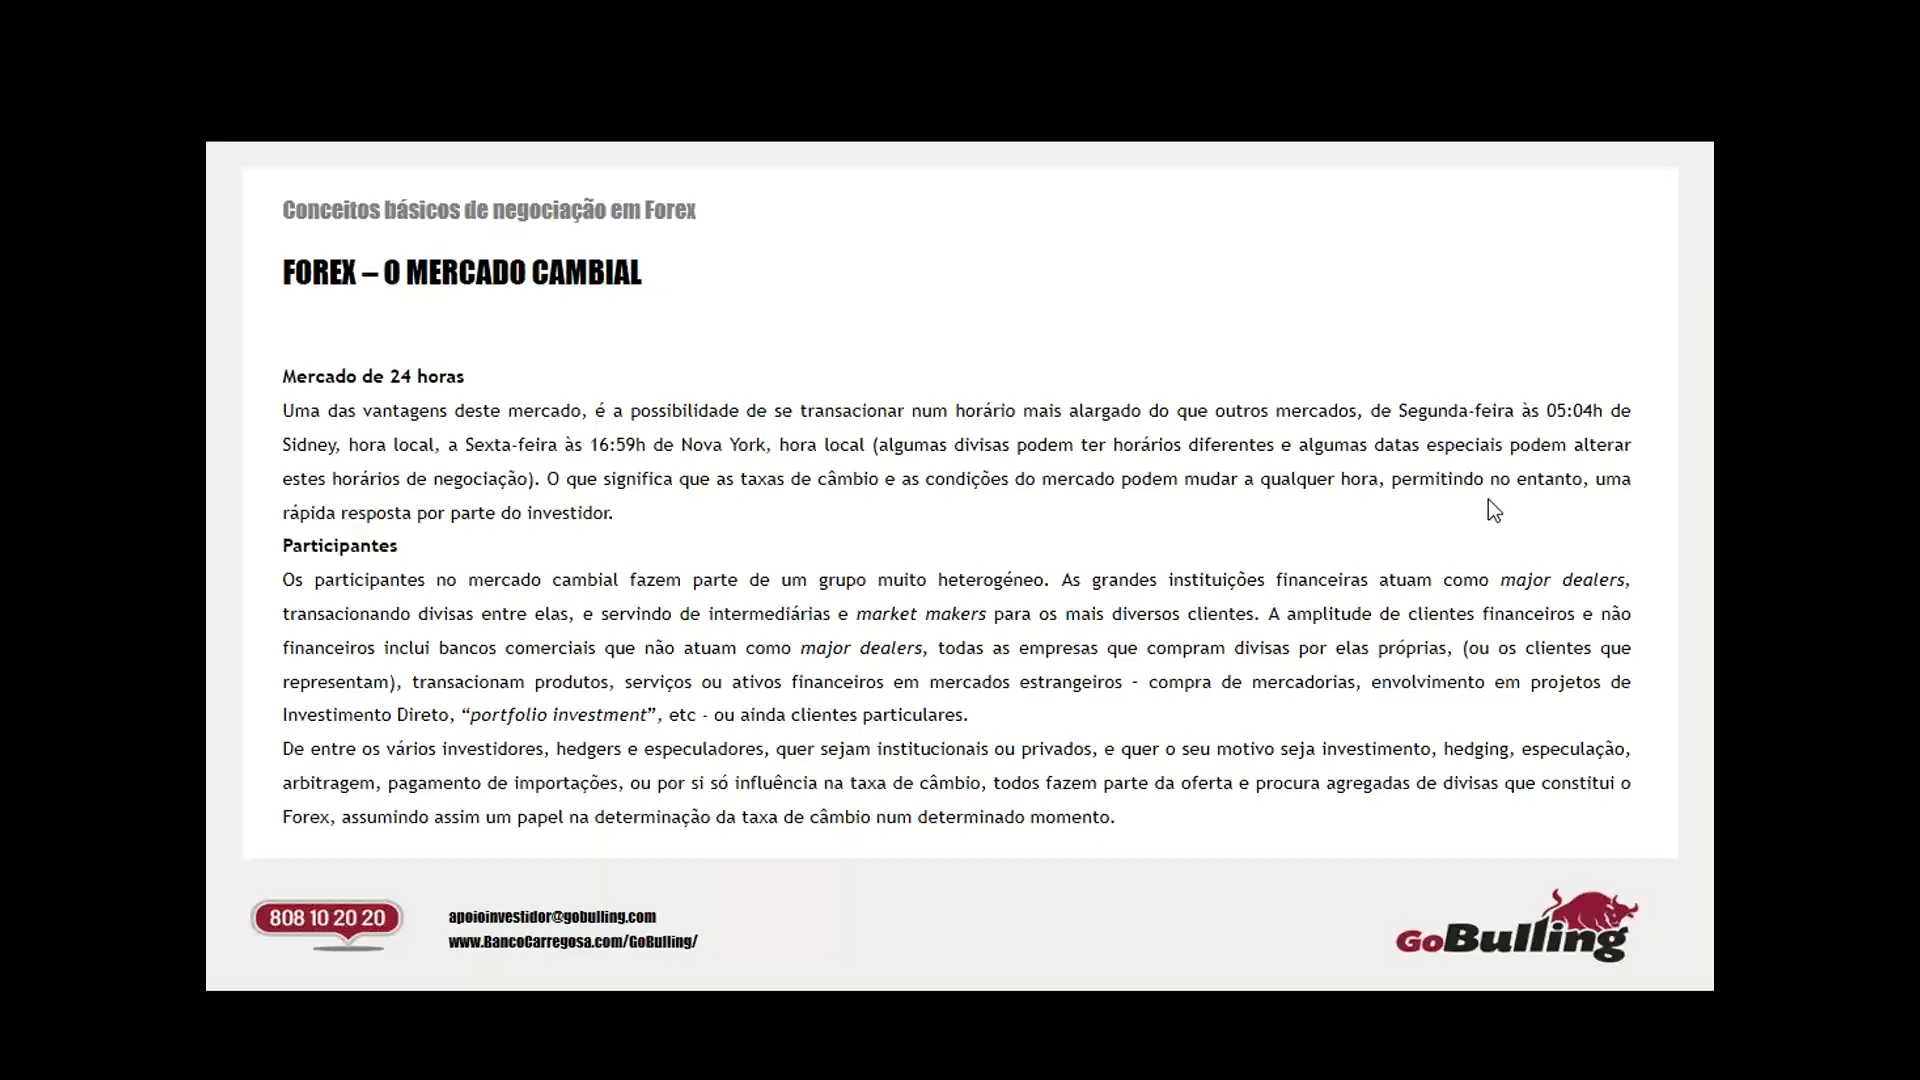 Conceitos básicos de negociação em Forex
FOREX – O MERCADO CAMBIAL
Mercado de 24 horas
Uma das vantagens deste mercado, é a possibilidade de se transacionar num horário mais alargado do que outros mercados, de Segunda-feira às 05:04h de
Sidney, hora local, a Sexta-feira às 16:59h de Nova York, hora local (algumas divisas podem ter horários diferentes e algumas datas especiais podem alterar
estes horários de negociação). O que significa que as taxas de câmbio e as condições do mercado podem mudar a qualquer hora, permitindo no entanto, uma
rápida resposta por parte do investidor.
Participantes
Os participantes no mercado cambial fazem parte de um grupo muito heterogéneo. As grandes instituições financeiras atuam como major dealers,
transacionando divisas entre elas, e servindo de intermediárias e market makers para os mais diversos clientes. A amplitude de clientes financeiros e não
financeiros inclui bancos comerciais que não atuam como major dealers, todas as empresas que compram divisas por elas próprias, (ou os clientes que
representam), transacionam produtos, serviços ou ativos financeiros em mercados estrangeiros - compra de mercadorias, envolvimento em projetos de
Investimento Direto, “portfolio investment”, etc - ou ainda clientes particulares.
De entre os vários investidores, hedgers e especuladores, quer sejam institucionais ou privados, e quer o seu motivo seja investimento, hedging, especulação,
arbitragem, pagamento de importações, ou por si só influência na taxa de câmbio, todos fazem parte da oferta e procura agregadas de divisas que constitui o
Forex, assumindo assim um papel na determinação da taxa de câmbio num determinado momento.
808 10 20 20
apoioinvestidor@gobulling.com
www.BancoCarregosa.com/GoBulling/
GoBulling